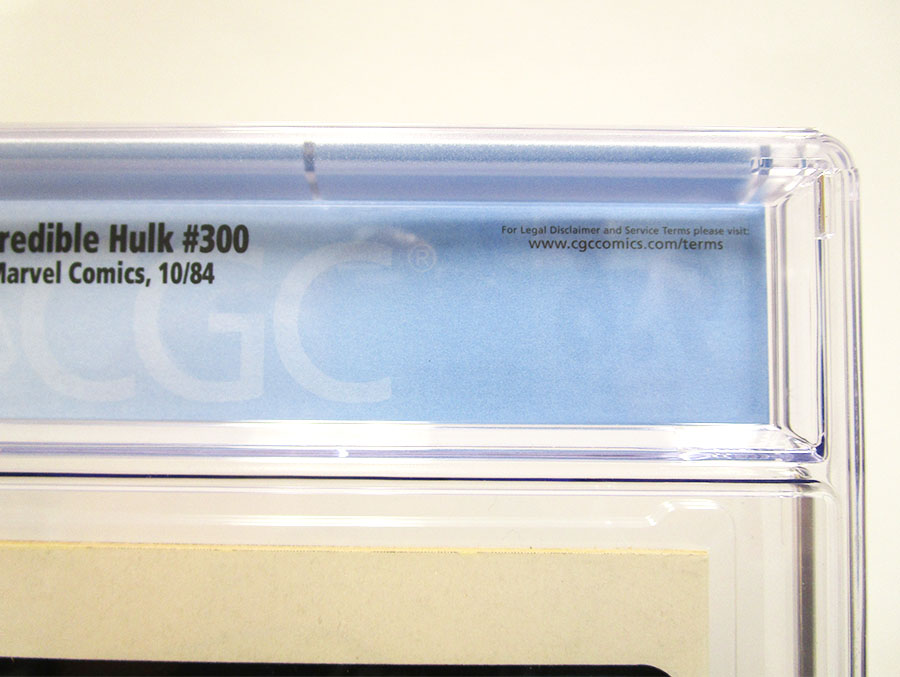 redible Hulk #300
Marvel Comics, 10/84
For Legal Disclaimer and Service Terms please visit:
www.cgccomics.com/terms
CGC®